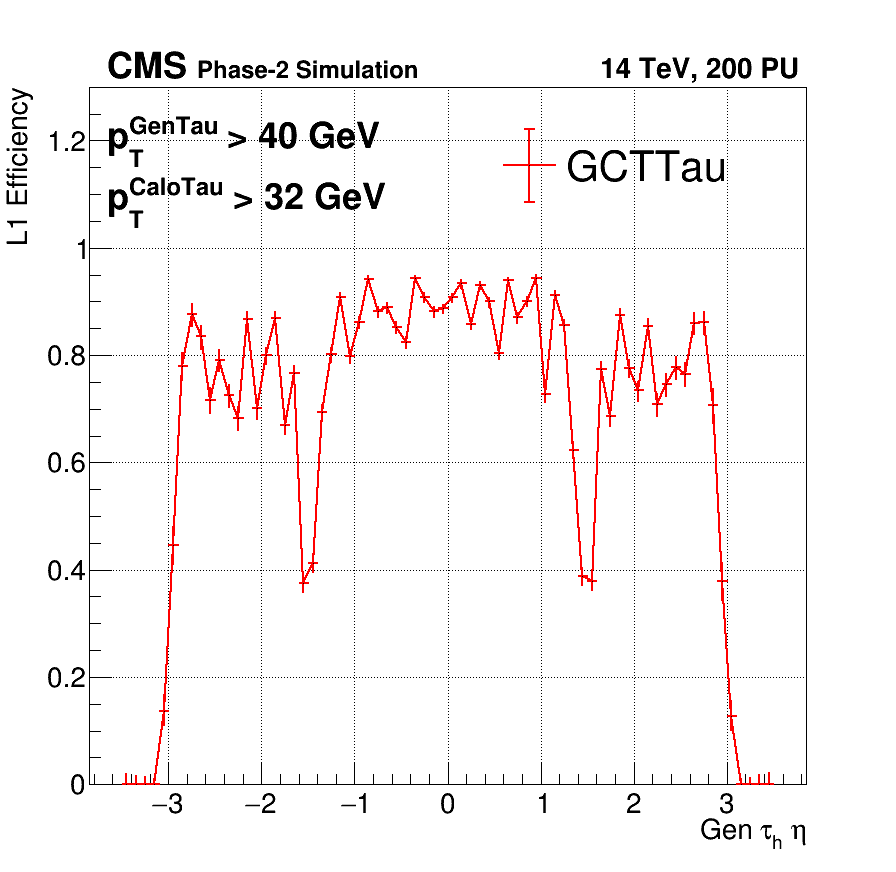 CMS Phase-2 Simulation 14 TeV, 200 PU
L1 Efficiency
p_T^GenTau > 40 GeV
p_T^CaloTau > 32 GeV
GCTTau
1.2
1
0.8
0.6
0.4
0.2
0
−3 −2 −1 0 1 2 3
Gen τ_h η